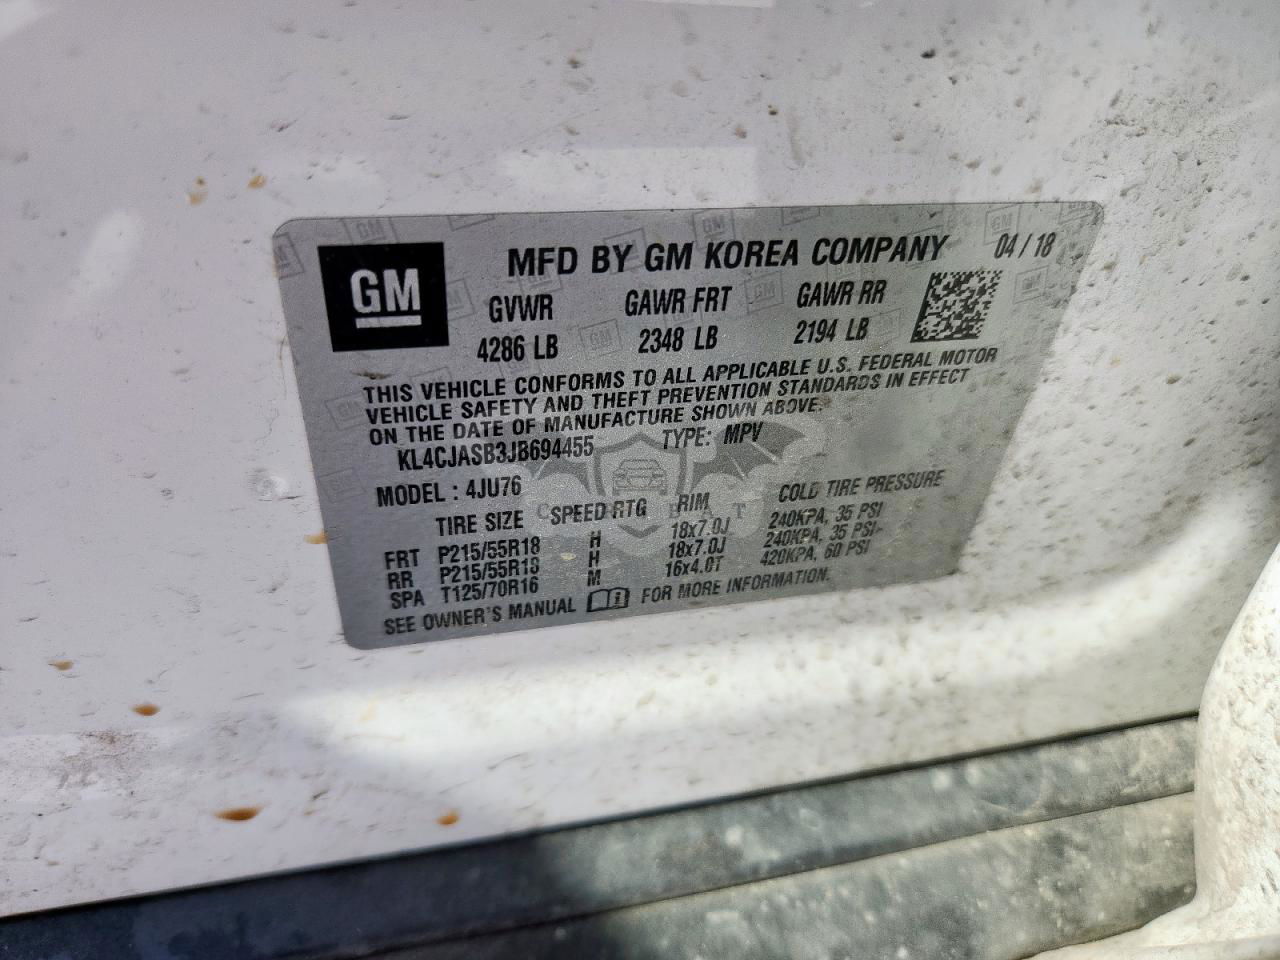 GM
MFD BY GM KOREA COMPANY 04/18
GVWR GAWR FRT GAWR RR
4286 LB 2348 LB 2194 LB
THIS VEHICLE CONFORMS TO ALL APPLICABLE U.S. FEDERAL MOTOR
VEHICLE SAFETY AND THEFT PREVENTION STANDARDS IN EFFECT
ON THE DATE OF MANUFACTURE SHOWN ABOVE.
KL4CJASB3JB694455 TYPE: MPV
MODEL : 4JU76
TIRE SIZE SPEED RTG RIM COLD TIRE PRESSURE
FRT P215/55R18 H 18x7.0J 240KPA, 35 PSI
RR P215/55R18 H 18x7.0J 240KPA, 35 PSI
SPA T125/70R16 M 16x4.0T 420KPA, 60 PSI
SEE OWNER'S MANUAL FOR MORE INFORMATION.